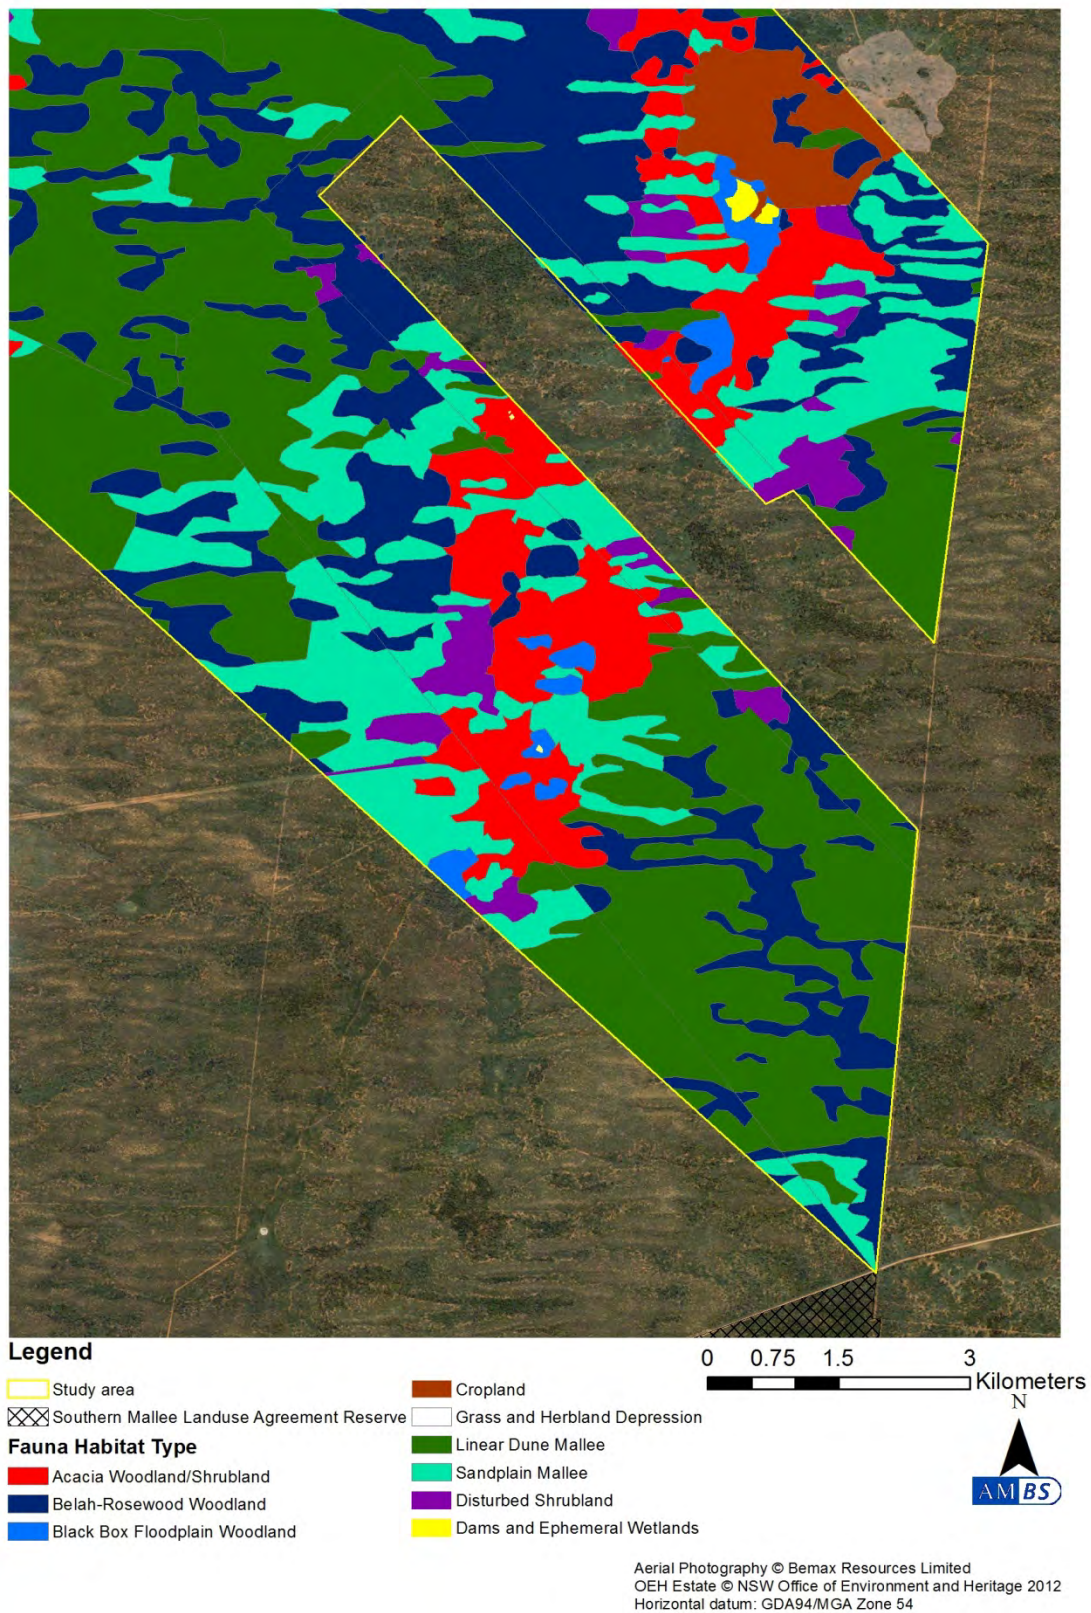 Legend
Study area
Southern Mallee Landuse Agreement Reserve
Fauna Habitat Type
Acacia Woodland/Shrubland
Belah-Rosewood Woodland
Black Box Floodplain Woodland
Cropland
Grass and Herbland Depression
Linear Dune Mallee
Sandplain Mallee
Disturbed Shrubland
Dams and Ephemeral Wetlands
0 0.75 1.5 3
Kilometers
N
AMBS
Aerial Photography © Bemax Resources Limited
OEH Estate © NSW Office of Environment and Heritage 2012
Horizontal datum: GDA94/MGA Zone 54